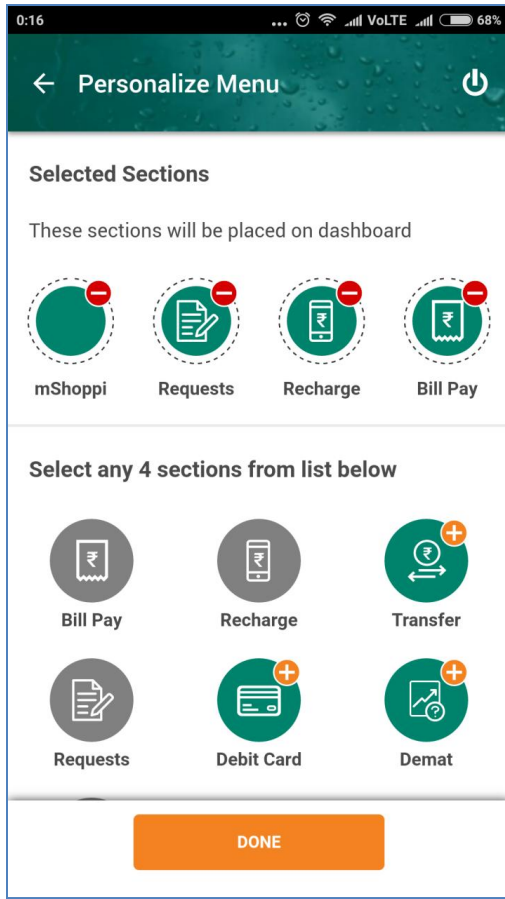 0:16 ... VoLTE 68%
Personalize Menu
Selected Sections
These sections will be placed on dashboard
mShoppi Requests Recharge Bill Pay
Select any 4 sections from list below
Bill Pay Recharge Transfer
Requests Debit Card Demat
DONE